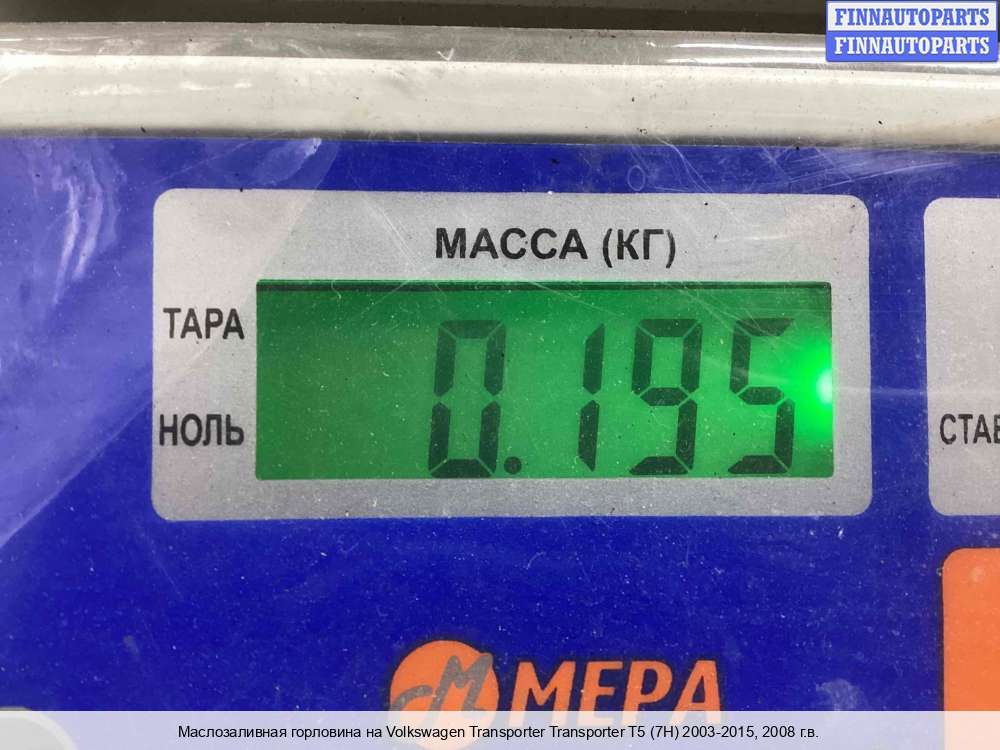 FINNAUTOPARTS
FINNAUTOPARTS
МАССА (КГ)
ТАРА
0.195
НОЛЬ
МЕРА
Маслозаливная горловина на Volkswagen Transporter Transporter T5 (7H) 2003-2015, 2008 г.в.